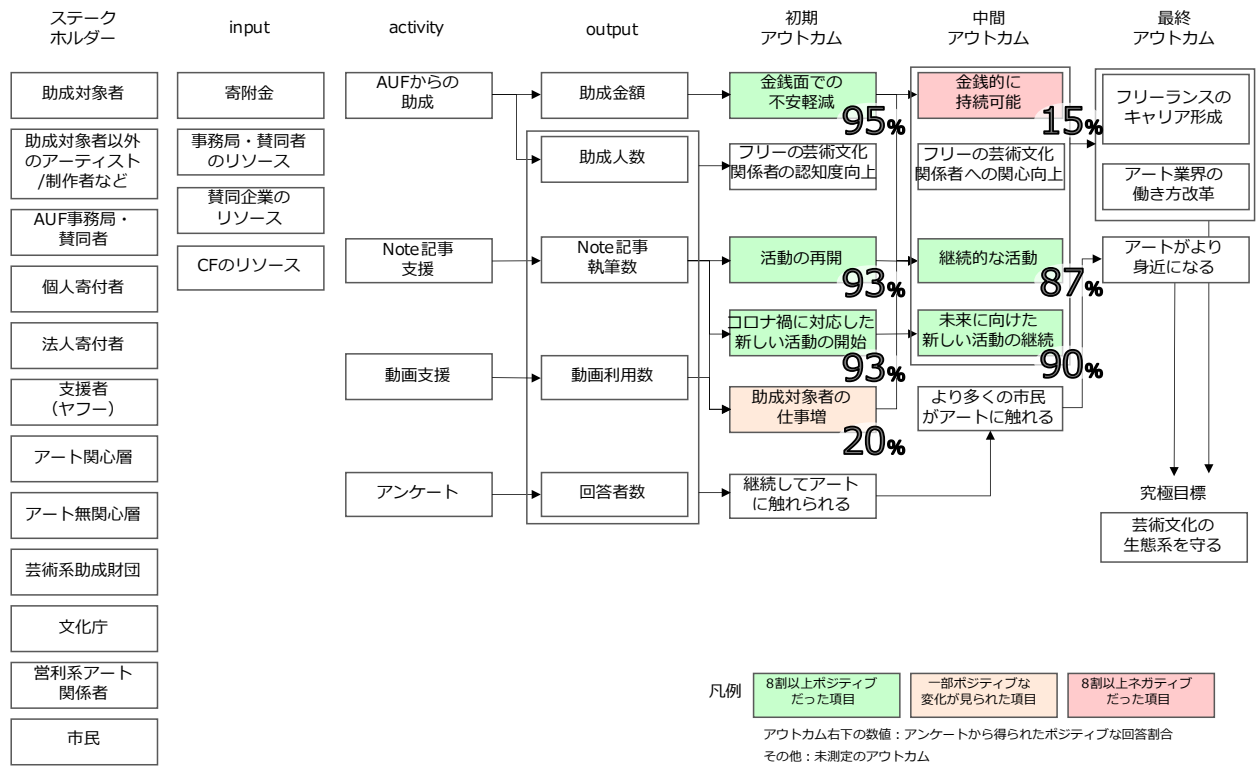 ステーク
ホルダー
input
activity
output
初期
アウトカム
中間
アウトカム
最終
アウトカム
助成対象者
助成対象者以外
のアーティスト
/制作者など
AUF事務局・
賛同者
個人寄付者
法人寄付者
支援者
（ヤフー）
アート関心層
アート無関心層
芸術系助成財団
文化庁
営利系アート
関係者
市民
寄附金
事務局・賛同者
のリソース
賛同企業の
リソース
CFのリソース
AUFからの
助成
Note記事
支援
動画支援
アンケート
助成金額
助成人数
Note記事
執筆数
動画利用数
回答者数
金銭面での
不安軽減
95%
フリーの芸術文化
関係者の認知度向上
活動の再開
93%
コロナ禍に対応した
新しい活動の開始
93%
助成対象者の
仕事増
20%
継続してアート
に触れられる
金銭的に
持続可能
15%
フリーの芸術文化
関係者への関心向上
継続的な活動
87%
未来に向けた
新しい活動の継続
90%
より多くの市民
がアートに触れる
フリーランスの
キャリア形成
アート業界の
働き方改革
アートがより
身近になる
究極目標
芸術文化の
生態系を守る
凡例
8割以上ポジティブ
だった項目
一部ポジティブな
変化が見られた項目
8割以上ネガティブ
だった項目
アウトカム右下の数値：アンケートから得られたポジティブな回答割合
その他：未測定のアウトカム